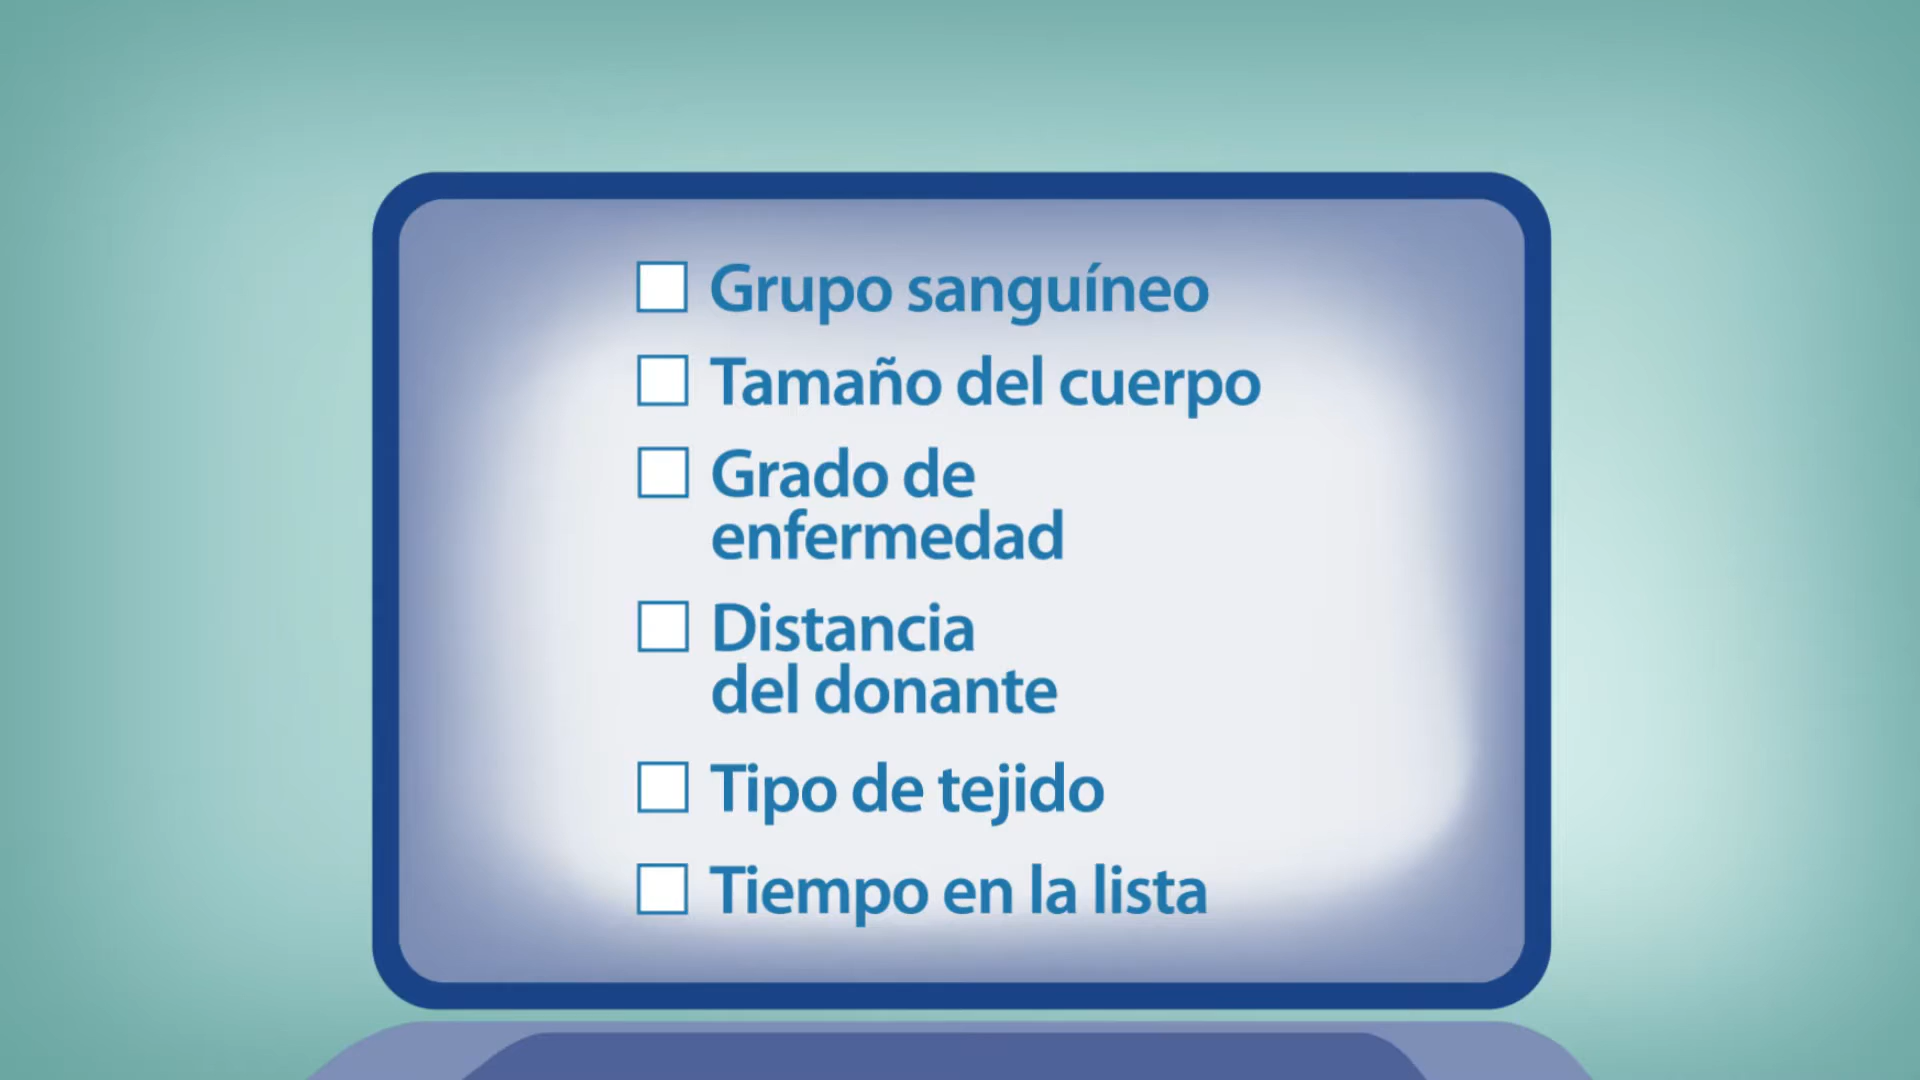 Grupo sanguíneo
Tamaño del cuerpo
Grado de
enfermedad
Distancia
del donante
Tipo de tejido
Tiempo en la lista